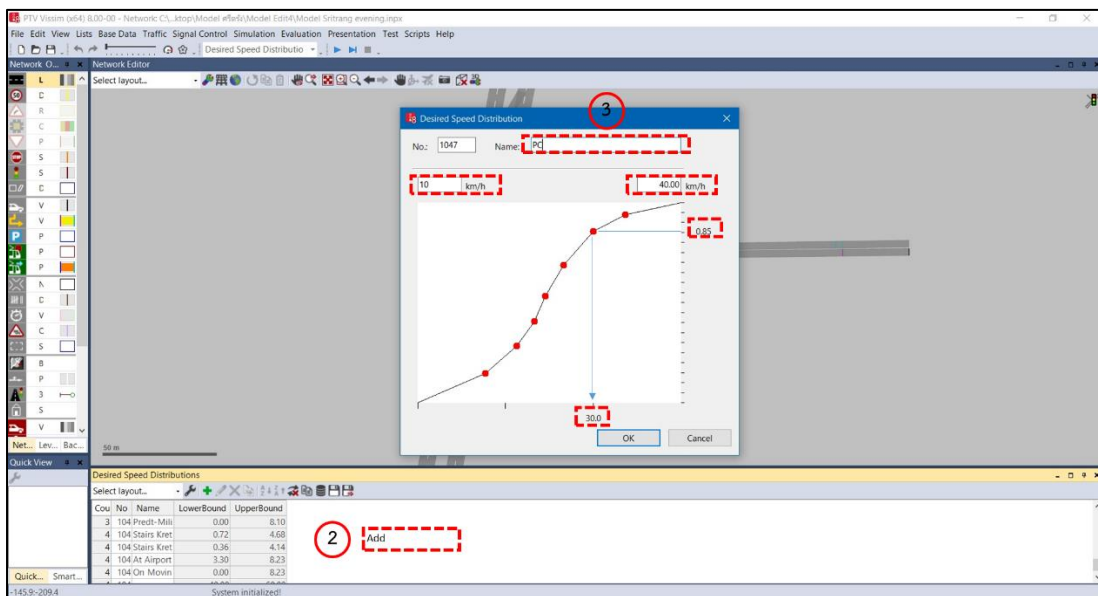 PTV Vissim (x64) 8.00-00 - Network: C:\...ktop\Model ศรีตรัง\Model Edit4\Model Sritrang evening.inpx
File Edit View Lists Base Data Traffic Signal Control Simulation Evaluation Presentation Test Scripts Help
Desired Speed Distributio
Network O... Network Editor
Select layout...
L
C
R
C
P
S
S
C
V
V
P
P
P
N
C
V
C
S
B
P
3
S
V
3
Desired Speed Distribution
No.: 1047 Name: PC
10 km/h 40.00 km/h
0.85
30.0
OK Cancel
50 m
Net... Lev... Bac...
Quick View
Desired Speed Distributions
Select layout...
Cou No Name LowerBound UpperBound
3 104 Predt-Mili 0.00 8.10
4 104 Stairs Kret 0.72 4.68
4 104 Stairs Kret 0.36 4.14
4 104 At Airport 3.30 8.23
4 104 On Movin 0.00 8.23
2 Add
Quick... Smart...
-145.9:-209.4 System initialized!